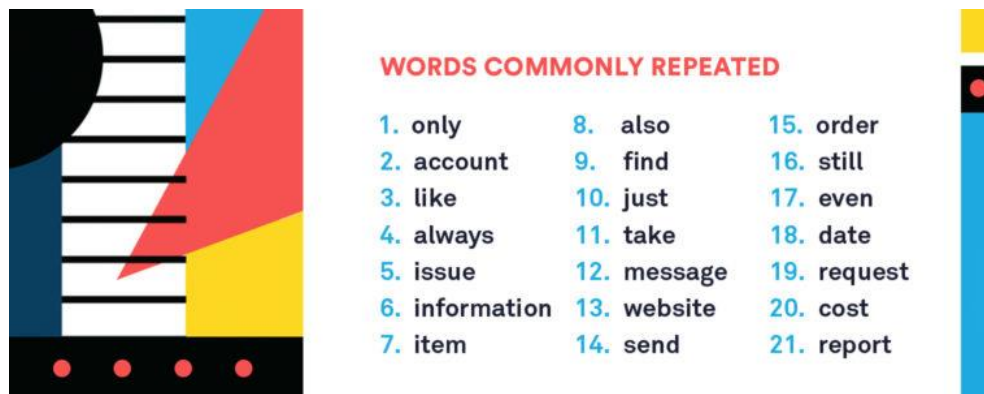 WORDS COMMONLY REPEATED
1. only
2. account
3. like
4. always
5. issue
6. information
7. item
8. also
9. find
10. just
11. take
12. message
13. website
14. send
15. order
16. still
17. even
18. date
19. request
20. cost
21. report